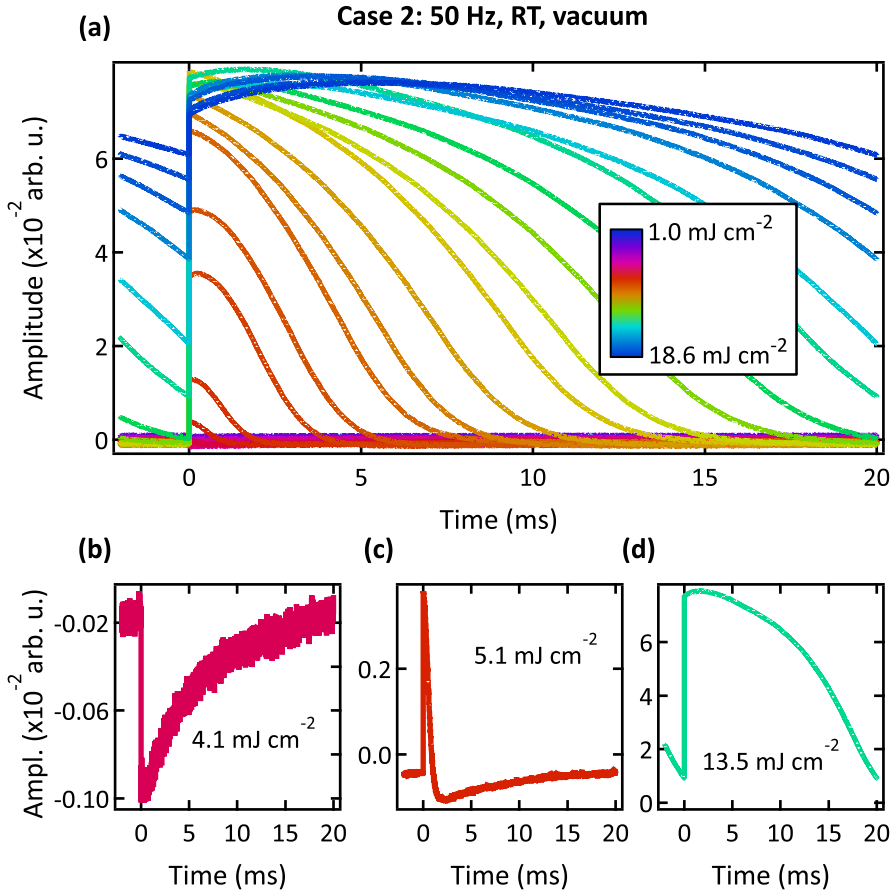 Case 2: 50 Hz, RT, vacuum
(a)
Amplitude (x10⁻² arb. u.)
6
4
2
0
1.0 mJ cm⁻²
18.6 mJ cm⁻²
0 5 10 15 20
Time (ms)
(b)
Ampl. (x10⁻² arb. u.)
-0.02
-0.06
-0.10
4.1 mJ cm⁻²
0 5 10 15 20
Time (ms)
(c)
0.2
0.0
5.1 mJ cm⁻²
0 5 10 15 20
Time (ms)
(d)
6
4
2
0
13.5 mJ cm⁻²
0 5 10 15 20
Time (ms)